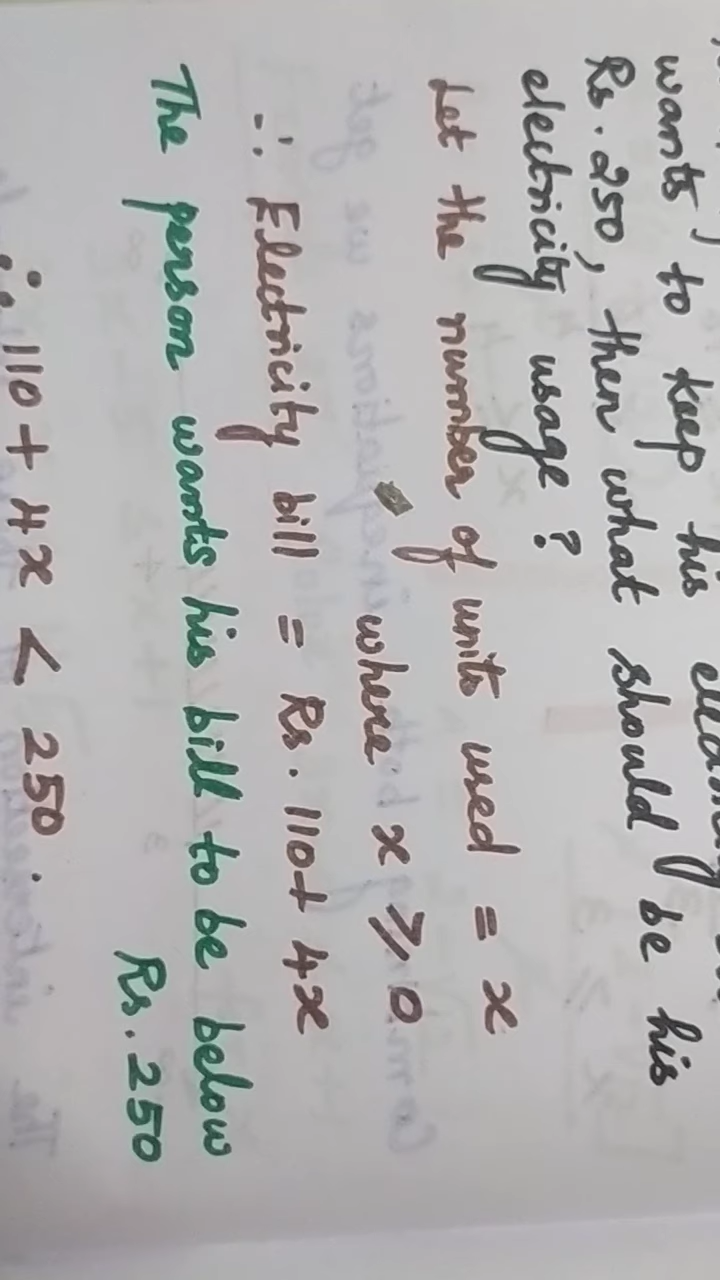 wants to keep his
Rs. 250, then what should be his
electricity usage?
Let the number of units used = x
where x ⩾ 0
∴ Electricity bill = Rs. 110 + 4x
The person wants his bill to be below
Rs. 250
∴ 110 + 4x < 250